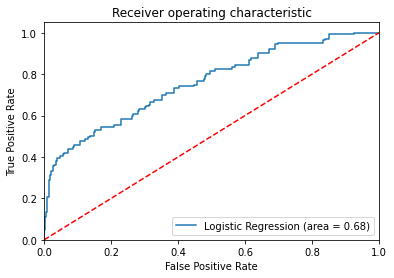 Receiver operating characteristic
True Positive Rate
1.0
0.8
0.6
0.4
0.2
0.0
Logistic Regression (area = 0.68)
0.0 0.2 0.4 0.6 0.8 1.0
False Positive Rate